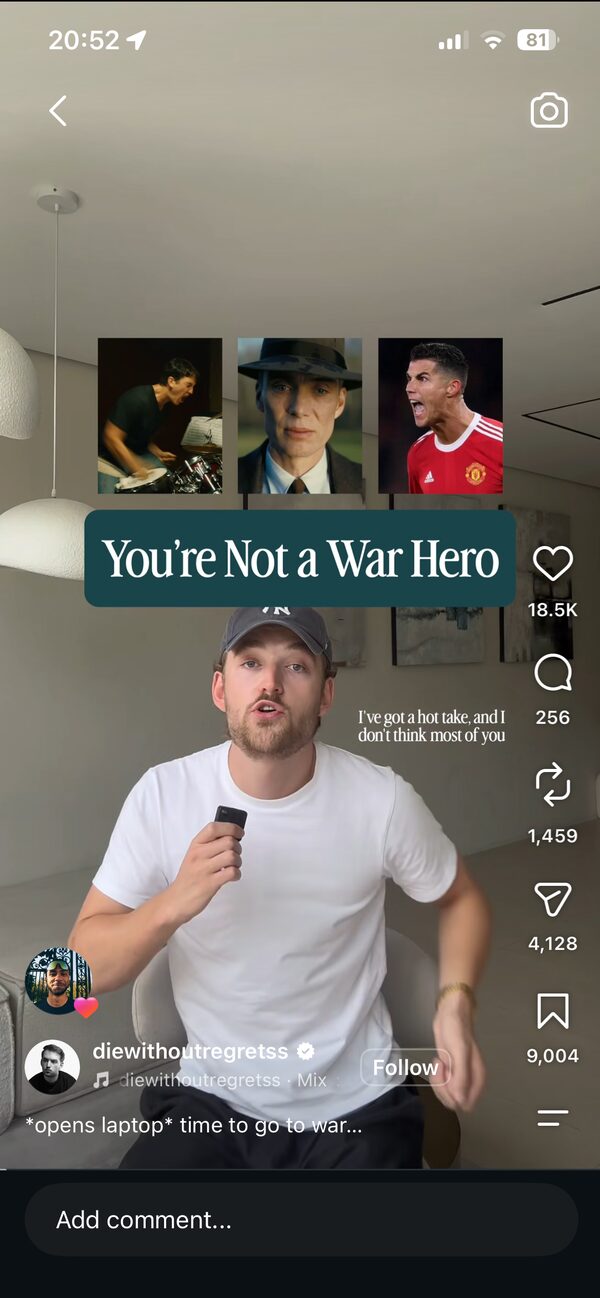 20:52
81
You're Not a War Hero
18.5K
I've got a hot take, and I
don't think most of you
256
1,459
4,128
diewithoutregretss
Follow
9,004
diewithoutregretss · Mix
*opens laptop* time to go to war...
Add comment...